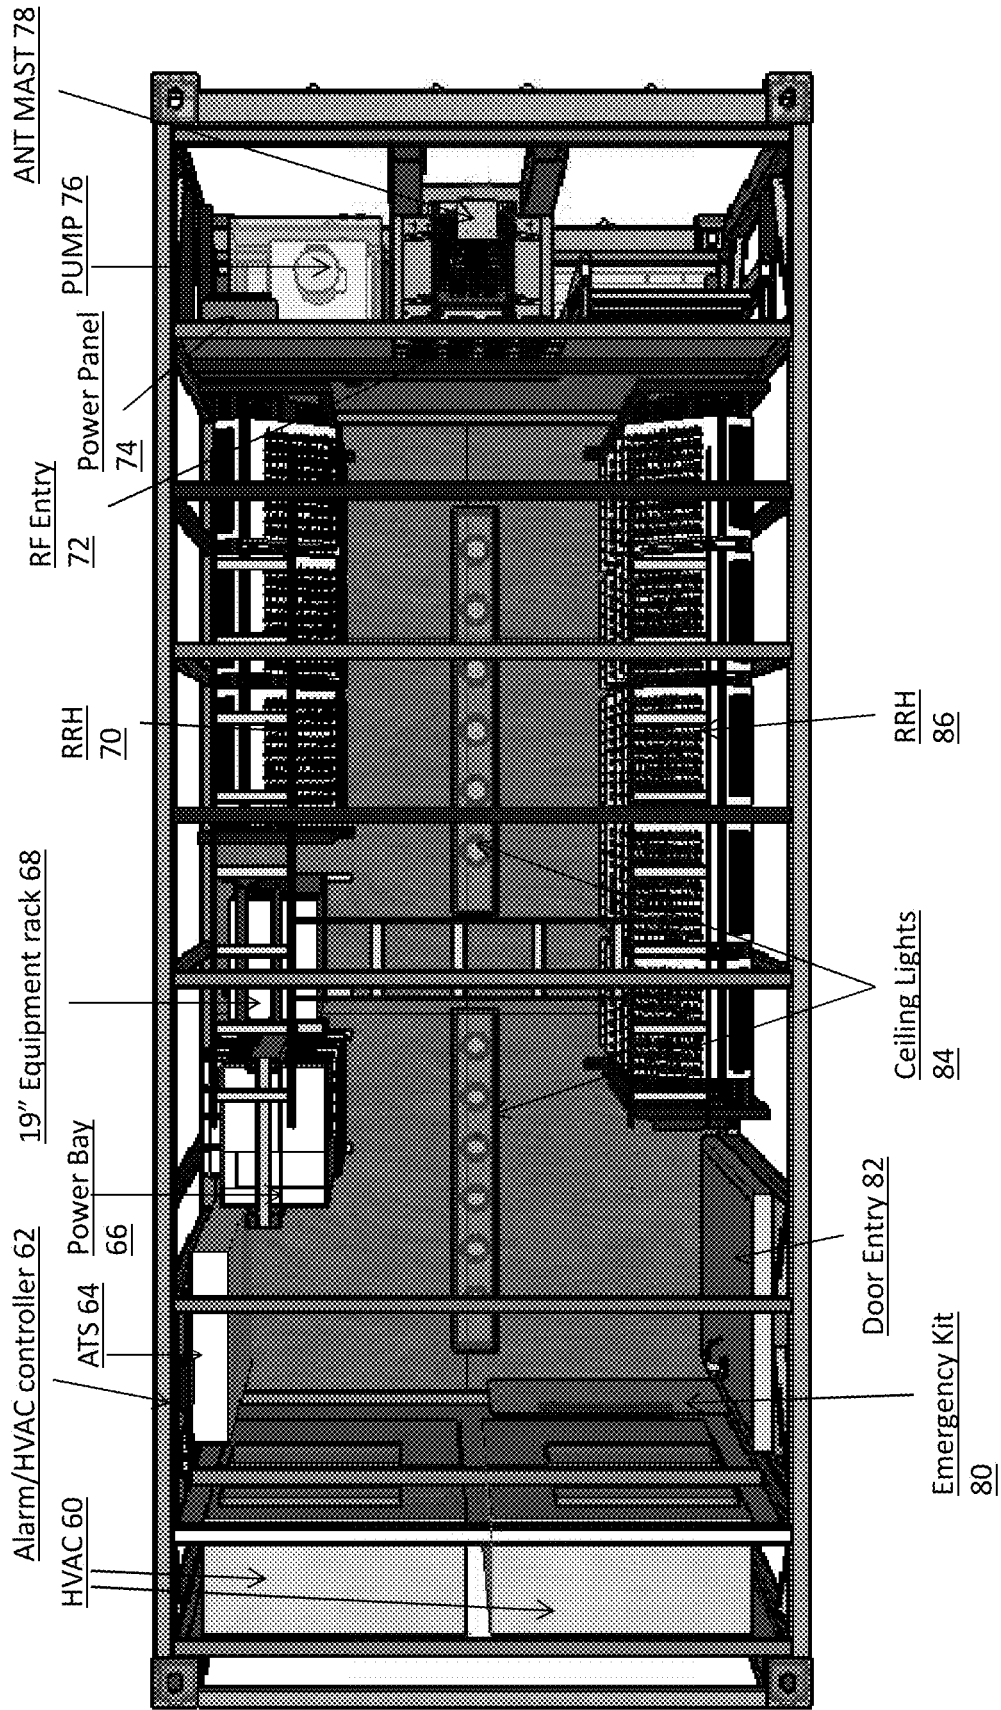 HVAC 60
Alarm/HVAC controller 62
ATS 64
Power Bay
66
19” Equipment rack 68
RRH
70
RF Entry
72
Power Panel
74
PUMP 76
ANT MAST 78
Emergency Kit
80
Door Entry 82
Ceiling Lights
84
RRH
86